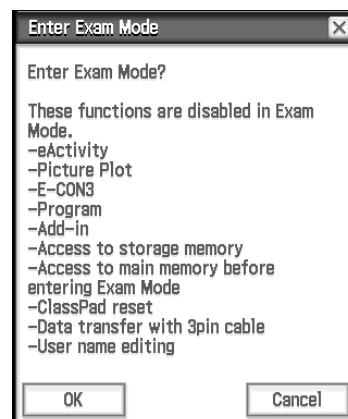 Enter Exam Mode
Enter Exam Mode?
These functions are disabled in Exam
Mode.
-eActivity
-Picture Plot
-E-CON3
-Program
-Add-in
-Access to storage memory
-Access to main memory before
entering Exam Mode
-ClassPad reset
-Data transfer with 3pin cable
-User name editing
OK
Cancel